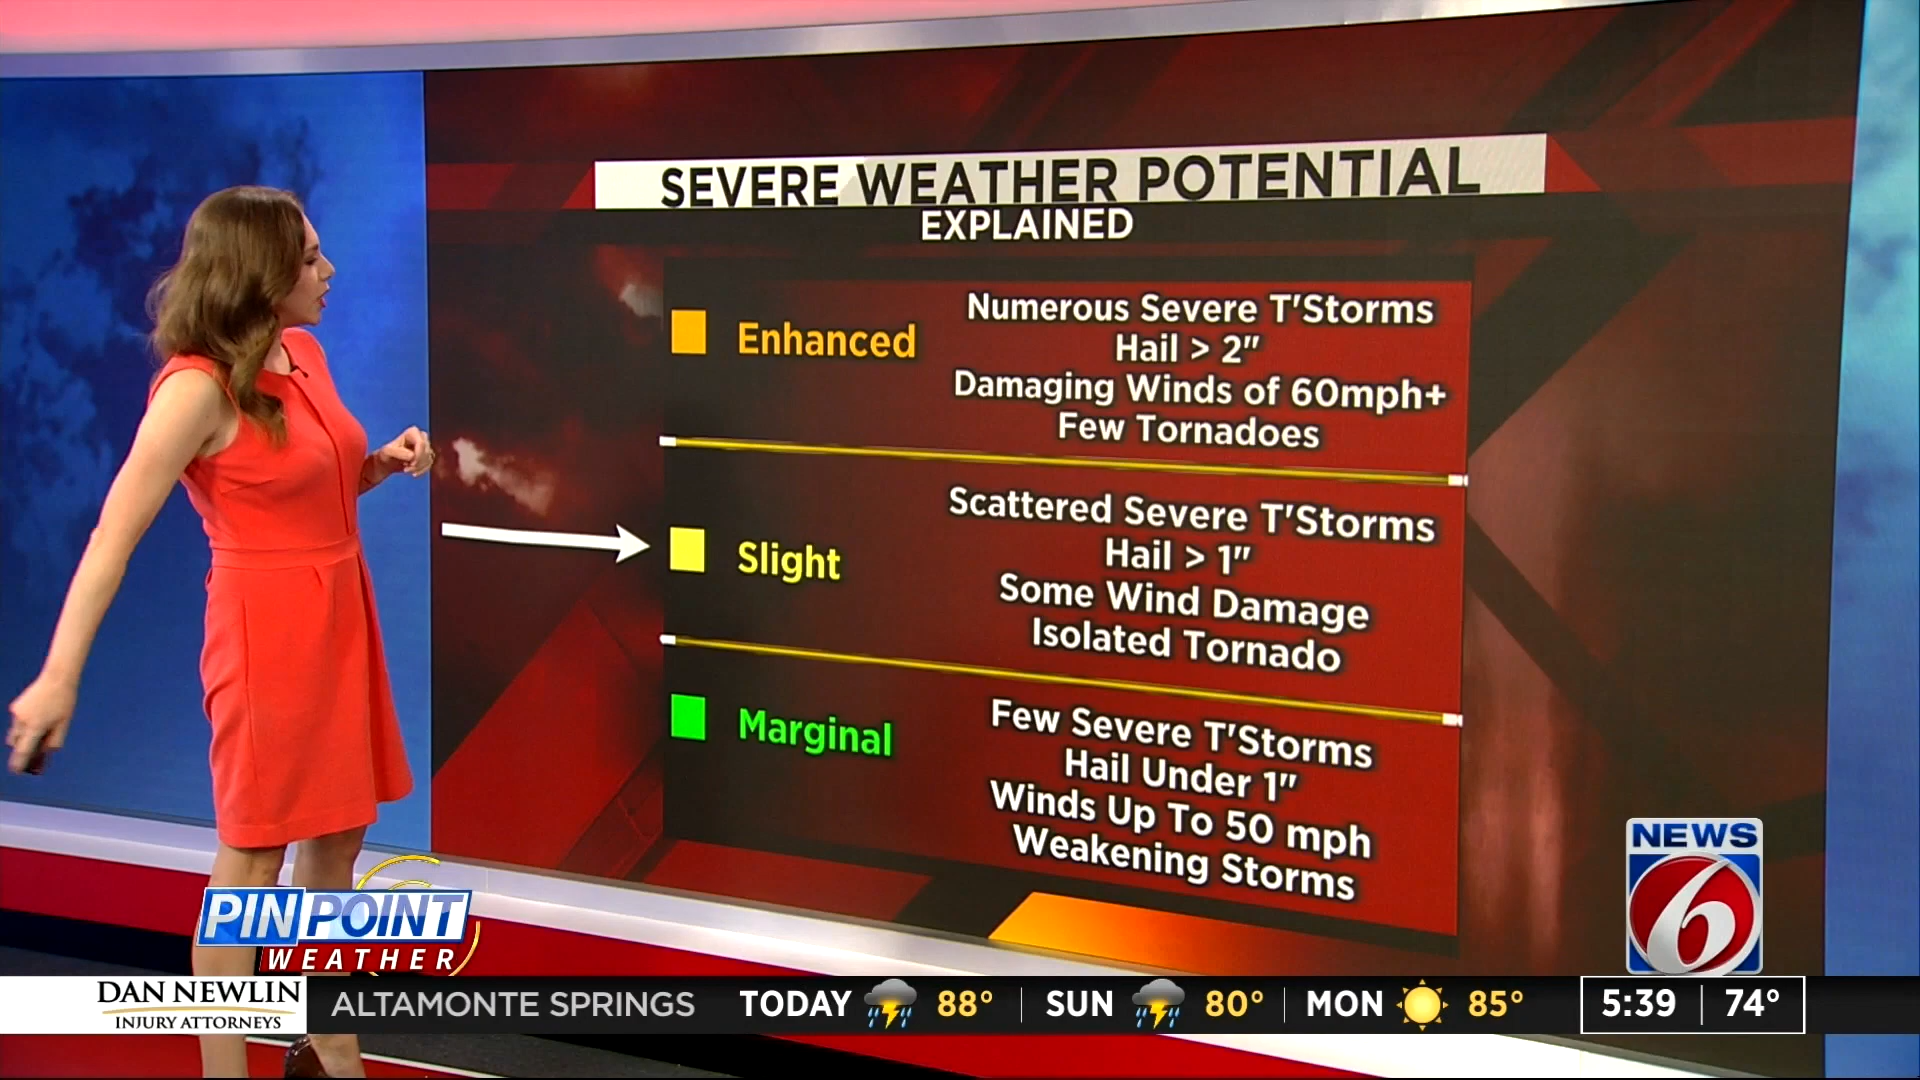 SEVERE WEATHER POTENTIAL
EXPLAINED
Enhanced
Numerous Severe T'Storms
Hail > 2"
Damaging Winds of 60mph+
Few Tornadoes
Slight
Scattered Severe T'Storms
Hail > 1"
Some Wind Damage
Isolated Tornado
Marginal
Few Severe T'Storms
Hail Under 1"
Winds Up To 50 mph
Weakening Storms
PINPOINT
WEATHER
NEWS
6
DAN NEWLIN
INJURY ATTORNEYS
ALTAMONTE SPRINGS TODAY 88° SUN 80° MON 85° 5:39 74°